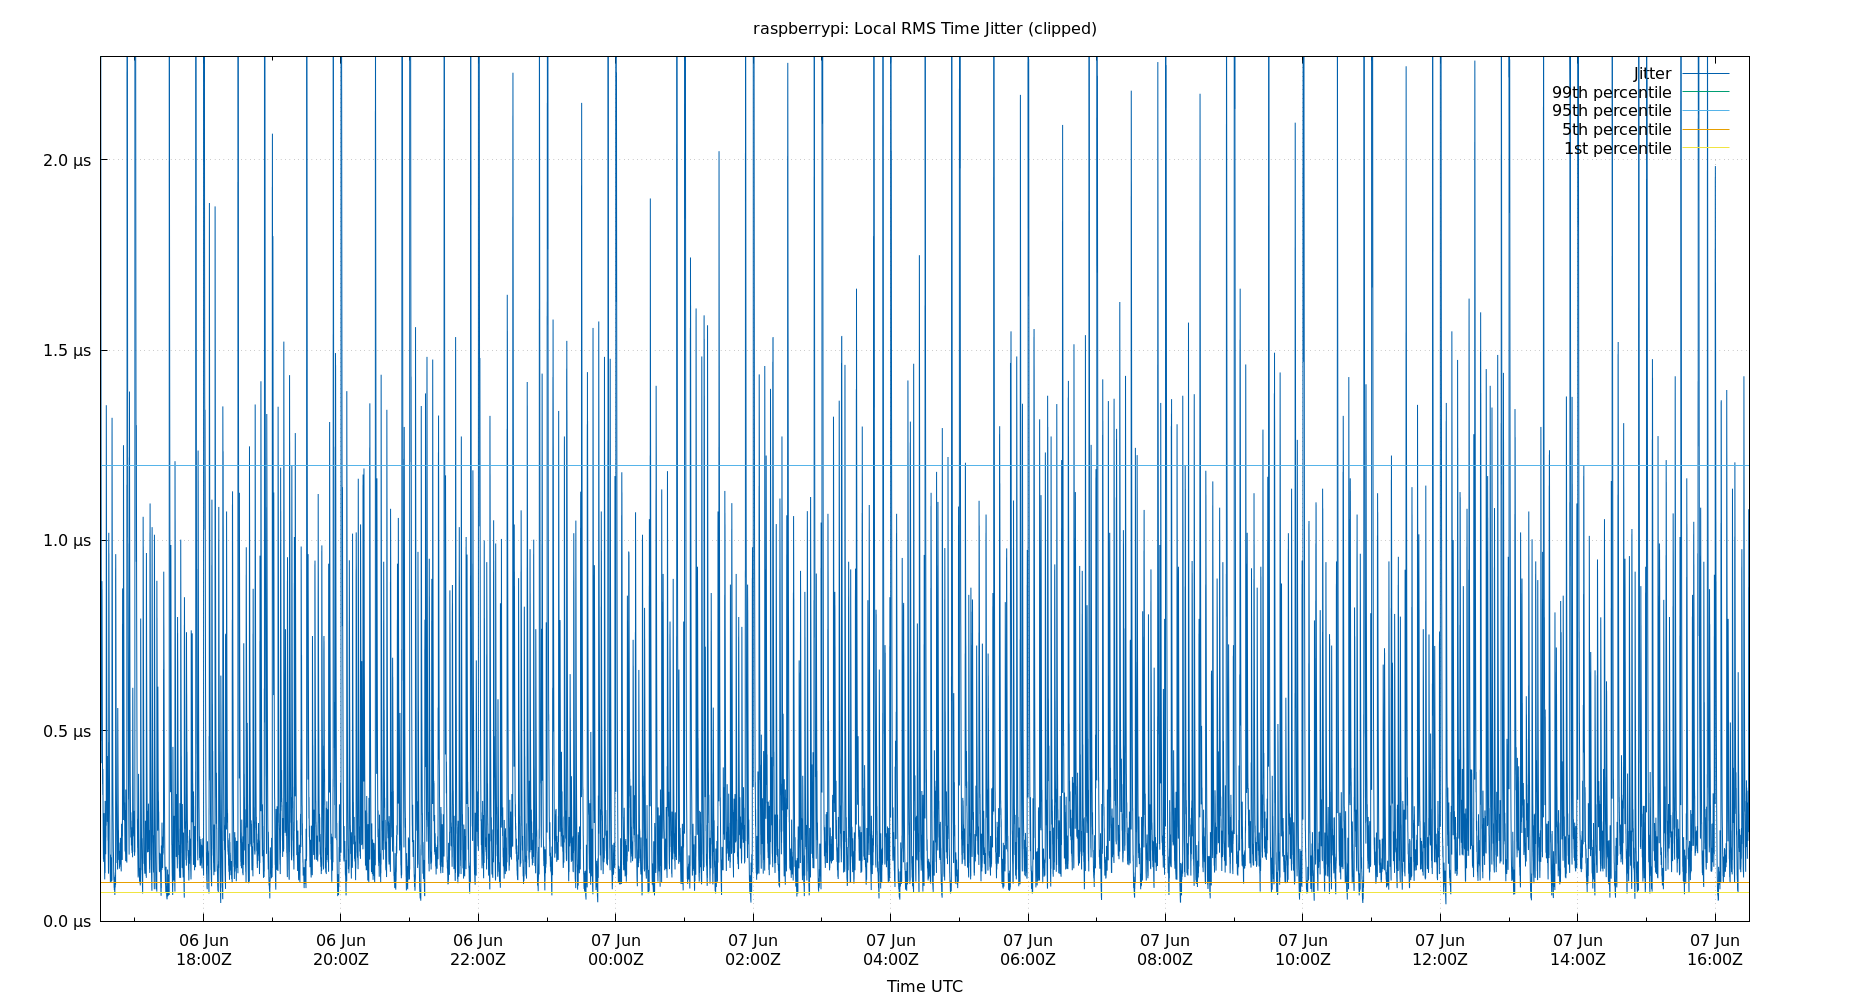 raspberrypi: Local RMS Time Jitter (clipped)
Jitter
99th percentile
95th percentile
5th percentile
1st percentile
2.0 µs
1.5 µs
1.0 µs
0.5 µs
0.0 µs
06 Jun 06 Jun 06 Jun 07 Jun 07 Jun 07 Jun 07 Jun 07 Jun 07 Jun 07 Jun 07 Jun 07 Jun
18:00Z 20:00Z 22:00Z 00:00Z 02:00Z 04:00Z 06:00Z 08:00Z 10:00Z 12:00Z 14:00Z 16:00Z
Time UTC